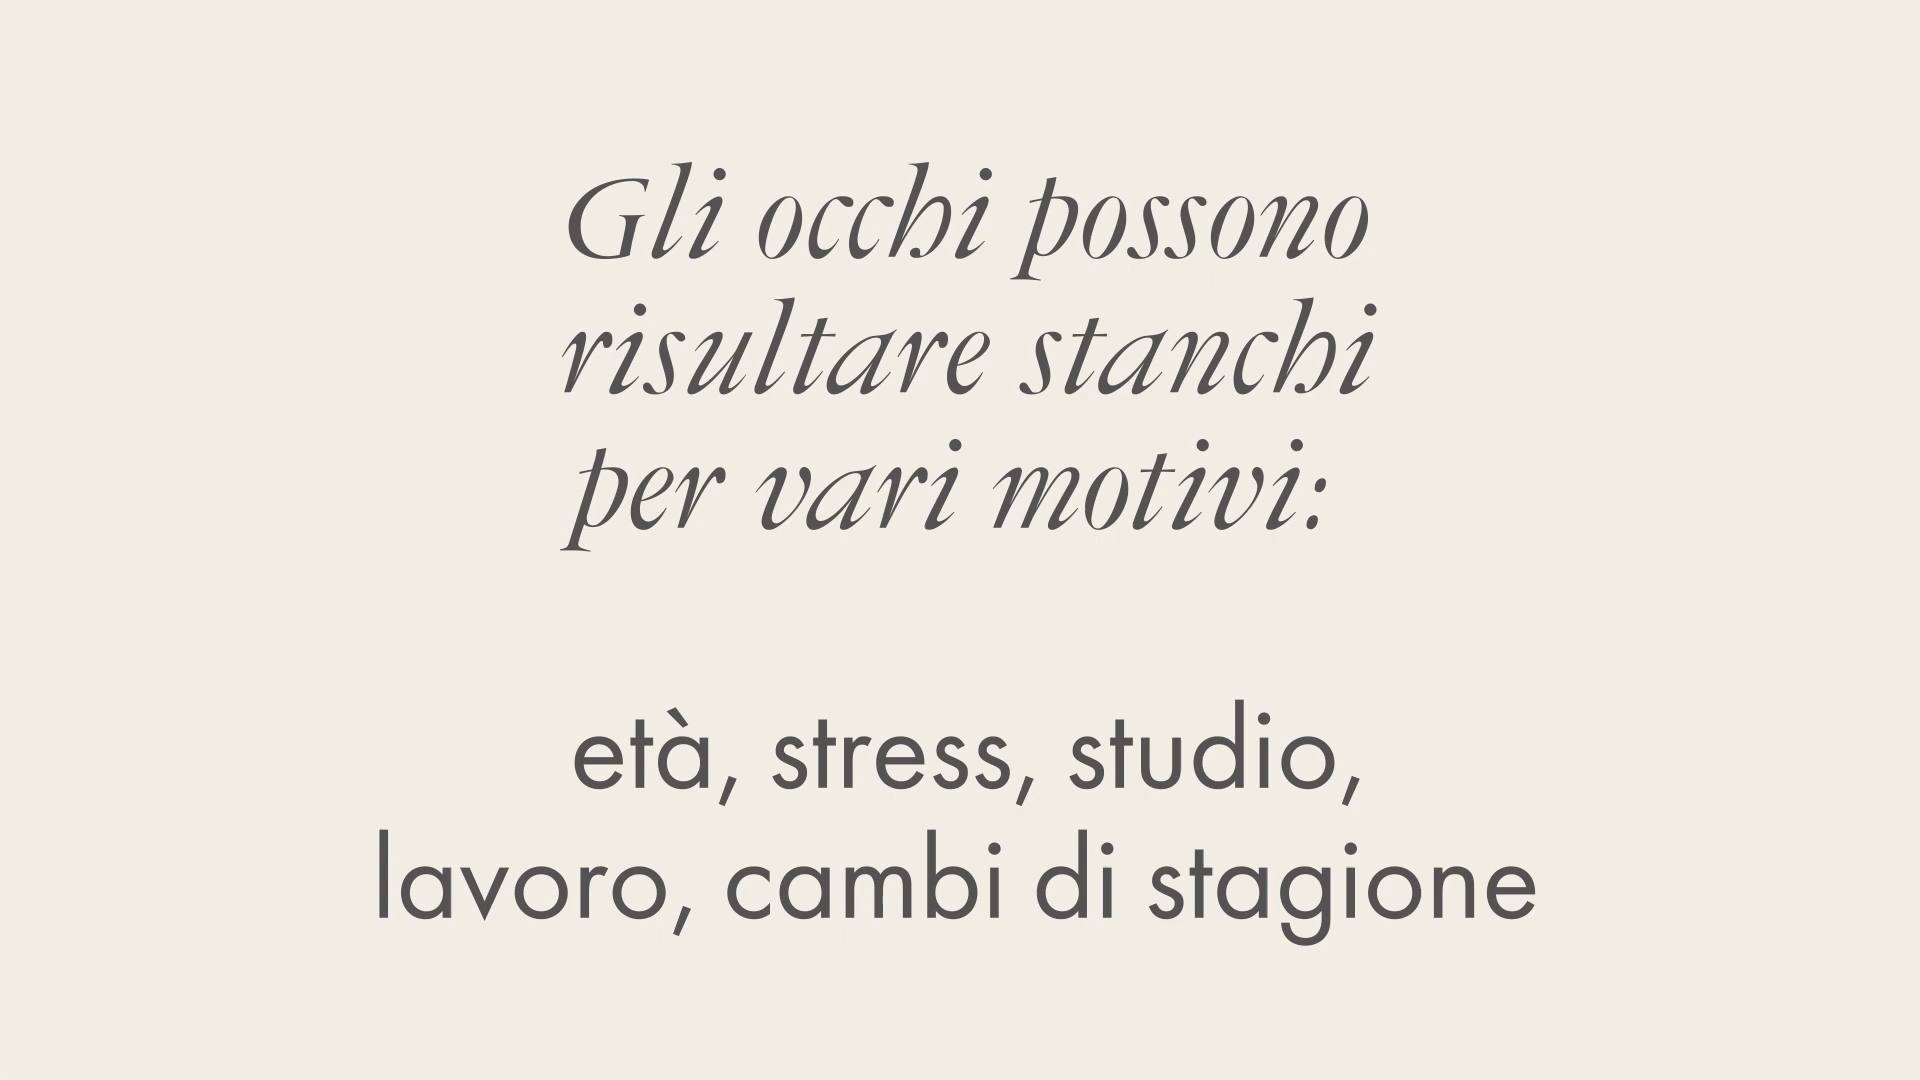 Gli occhi possono
risultare stanchi
per vari motivi:
età, stress, studio,
lavoro, cambi di stagione